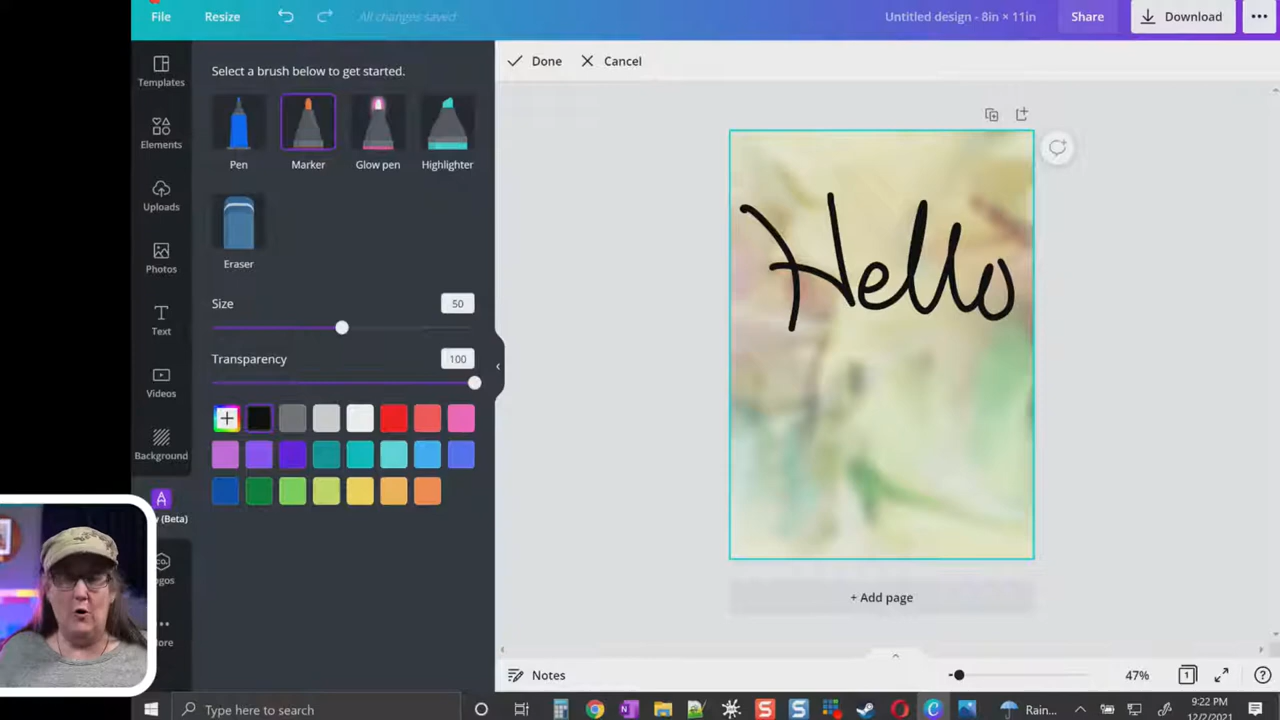 File Resize All changes saved Untitled design - 8in × 11in Share Download
Templates
Elements
Uploads
Photos
Text
Videos
Background
(Beta)
Select a brush below to get started.
Pen Marker Glow pen Highlighter
Eraser
Size 50
Transparency 100
Done Cancel
Hello
+ Add page
Notes 47% 1
Type here to search Rain... 9:22 PM
12/2/2021